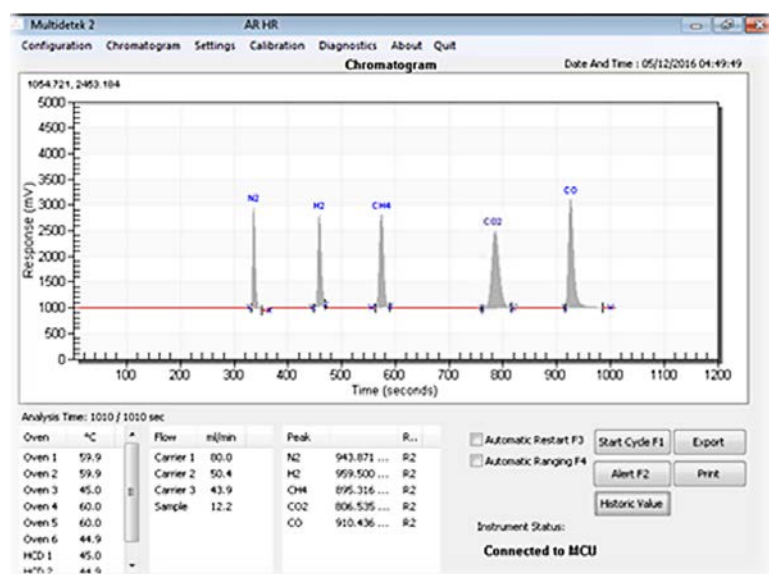 Multidetek 2 AR HR
Configuration Chromatogram Settings Calibration Diagnostics About Quit
Chromatogram Date And Time : 05/12/2016 04:49:49
1054.721, 2453.184
5000
4500
4000
3500
3000
2500
2000
1500
1000
500
0
Response (mV)
N2 H2 CH4 CO2 CO
100 200 300 400 500 600 700 800 900 1000 1100 1200
Time (seconds)
Analysis Time: 1010 / 1010 sec
Oven °C Flow ml/min Peak R..
Oven 1 59.9 Carrier 1 80.0 N2 943.871 ... R2
Oven 2 59.9 Carrier 2 50.4 H2 959.500 ... R2
Oven 3 45.0 Carrier 3 43.9 CH4 895.316 ... R2
Oven 4 60.0 Sample 12.2 CO2 806.535 ... R2
Oven 5 60.0 CO 910.436 ... R2
Oven 6 44.9
HCD 1 45.0
HCD 2 44.9
Automatic Restart F3 Start Cycle F1 Export
Automatic Ranging F4 Alert F2 Print
Historic Value
Instrument Status:
Connected to MCU